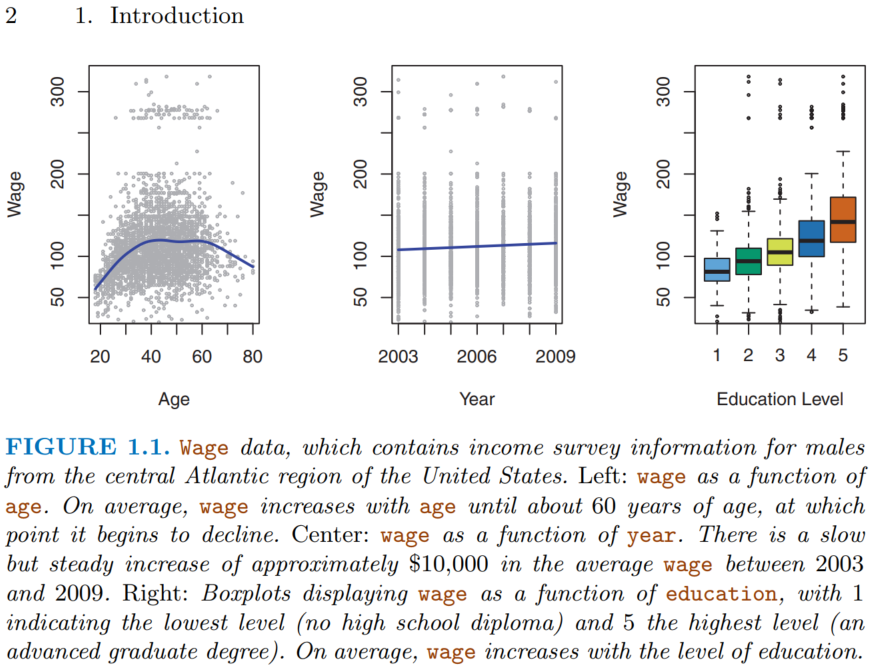 2 1. Introduction
Wage
50 100 200 300
20 40 60 80
Age
Wage
50 100 200 300
2003 2006 2009
Year
Wage
50 100 200 300
1 2 3 4 5
Education Level
FIGURE 1.1. Wage data, which contains income survey information for males
from the central Atlantic region of the United States. Left: wage as a function of
age. On average, wage increases with age until about 60 years of age, at which
point it begins to decline. Center: wage as a function of year. There is a slow
but steady increase of approximately $10,000 in the average wage between 2003
and 2009. Right: Boxplots displaying wage as a function of education, with 1
indicating the lowest level (no high school diploma) and 5 the highest level (an
advanced graduate degree). On average, wage increases with the level of education.